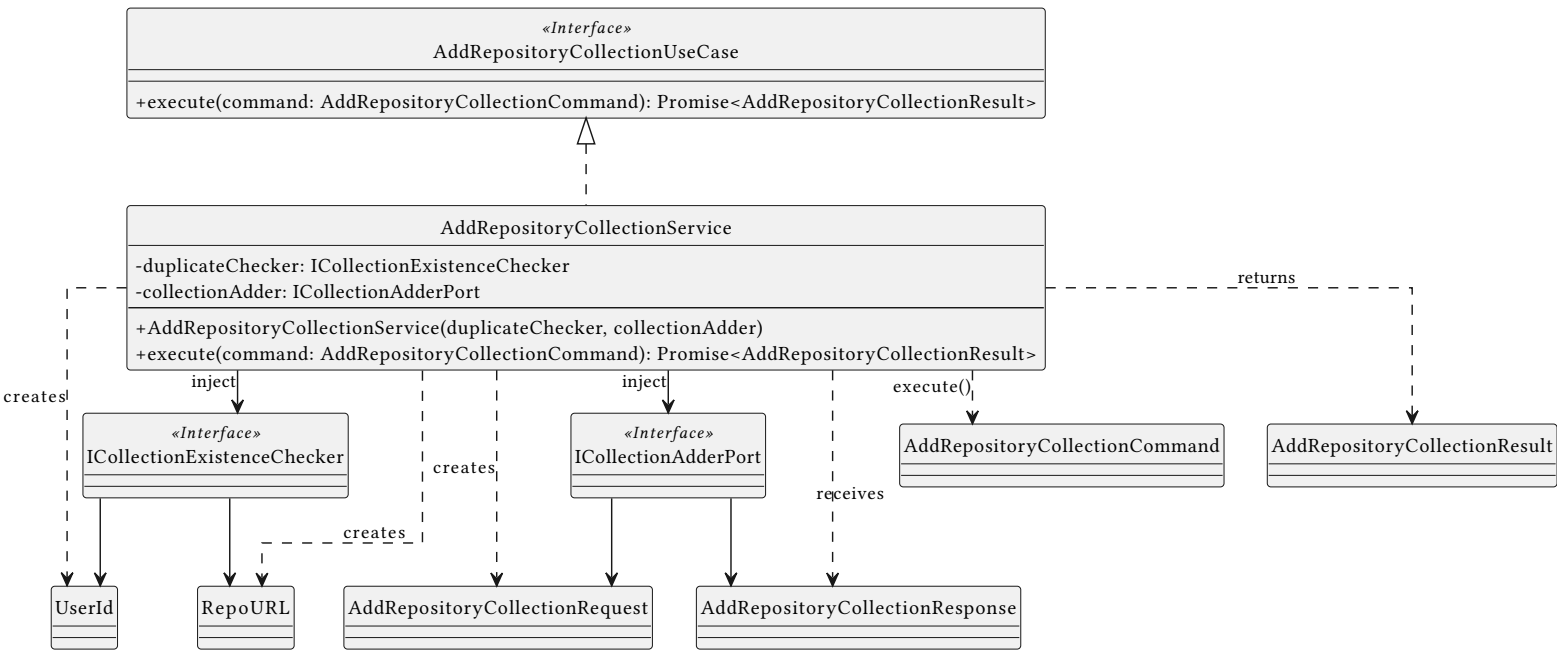 «Interface»
AddRepositoryCollectionUseCase
+execute(command: AddRepositoryCollectionCommand): Promise<AddRepositoryCollectionResult>
AddRepositoryCollectionService
-duplicateChecker: ICollectionExistenceChecker
-collectionAdder: ICollectionAdderPort
+AddRepositoryCollectionService(duplicateChecker, collectionAdder)
+execute(command: AddRepositoryCollectionCommand): Promise<AddRepositoryCollectionResult>
returns
creates
inject
inject
execute()
«Interface»
ICollectionExistenceChecker
«Interface»
ICollectionAdderPort
AddRepositoryCollectionCommand
AddRepositoryCollectionResult
creates
receives
creates
UserId
RepoURL
AddRepositoryCollectionRequest
AddRepositoryCollectionResponse